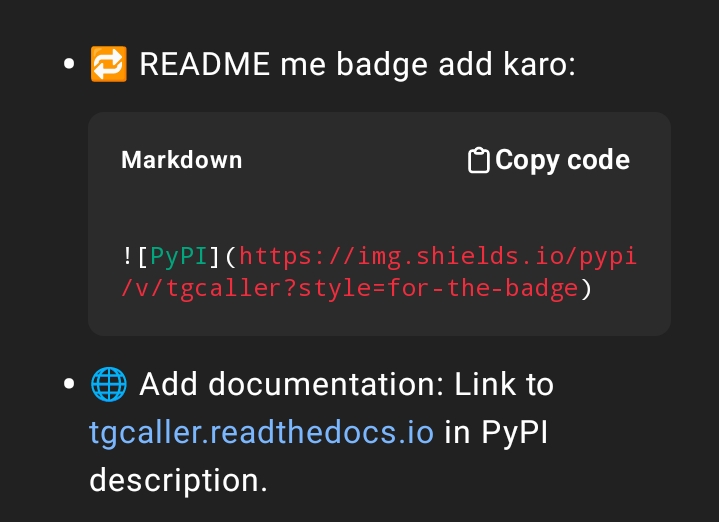 • 🔁 README me badge add karo:
Markdown Copy code
![PyPI](https://img.shields.io/pypi
/v/tgcaller?style=for-the-badge)
• 🌐 Add documentation: Link to
tgcaller.readthedocs.io in PyPI
description.